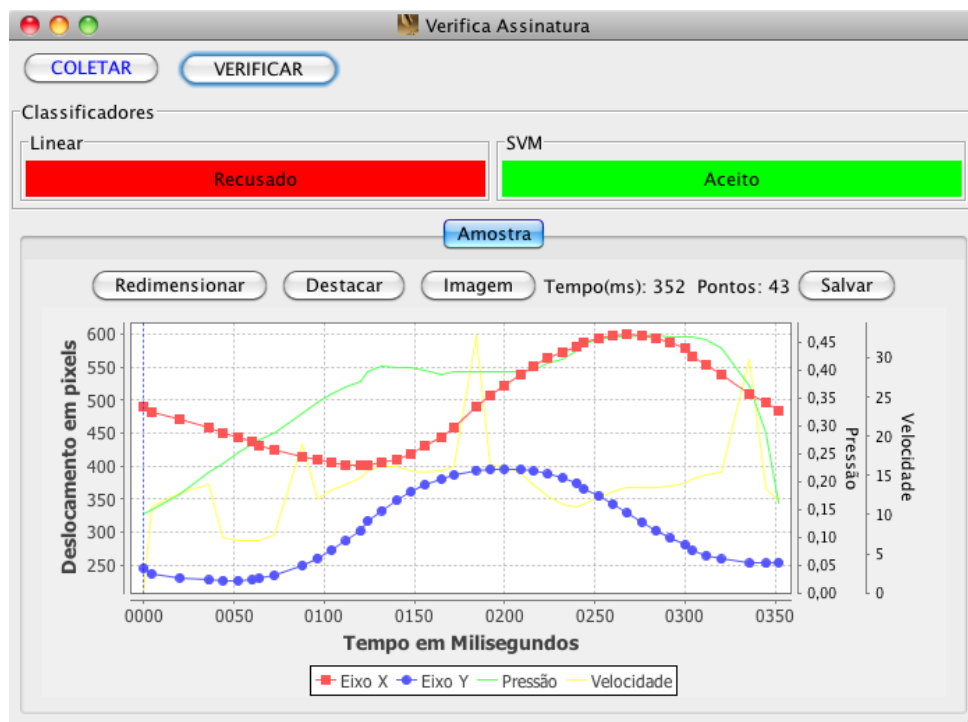 Verifica Assinatura
COLETAR VERIFICAR
Classificadores
Linear SVM
Recusado Aceito
Amostra
Redimensionar Destacar Imagem Tempo(ms): 352 Pontos: 43 Salvar
Deslocamento em pixels
600
550
500
450
400
350
300
250
0,45
0,40
0,35
0,30
0,25
0,20
0,15
0,10
0,05
0,00
Pressão
30
25
20
15
10
5
0
Velocidade
0000 0050 0100 0150 0200 0250 0300 0350
Tempo em Milisegundos
Eixo X Eixo Y Pressão Velocidade